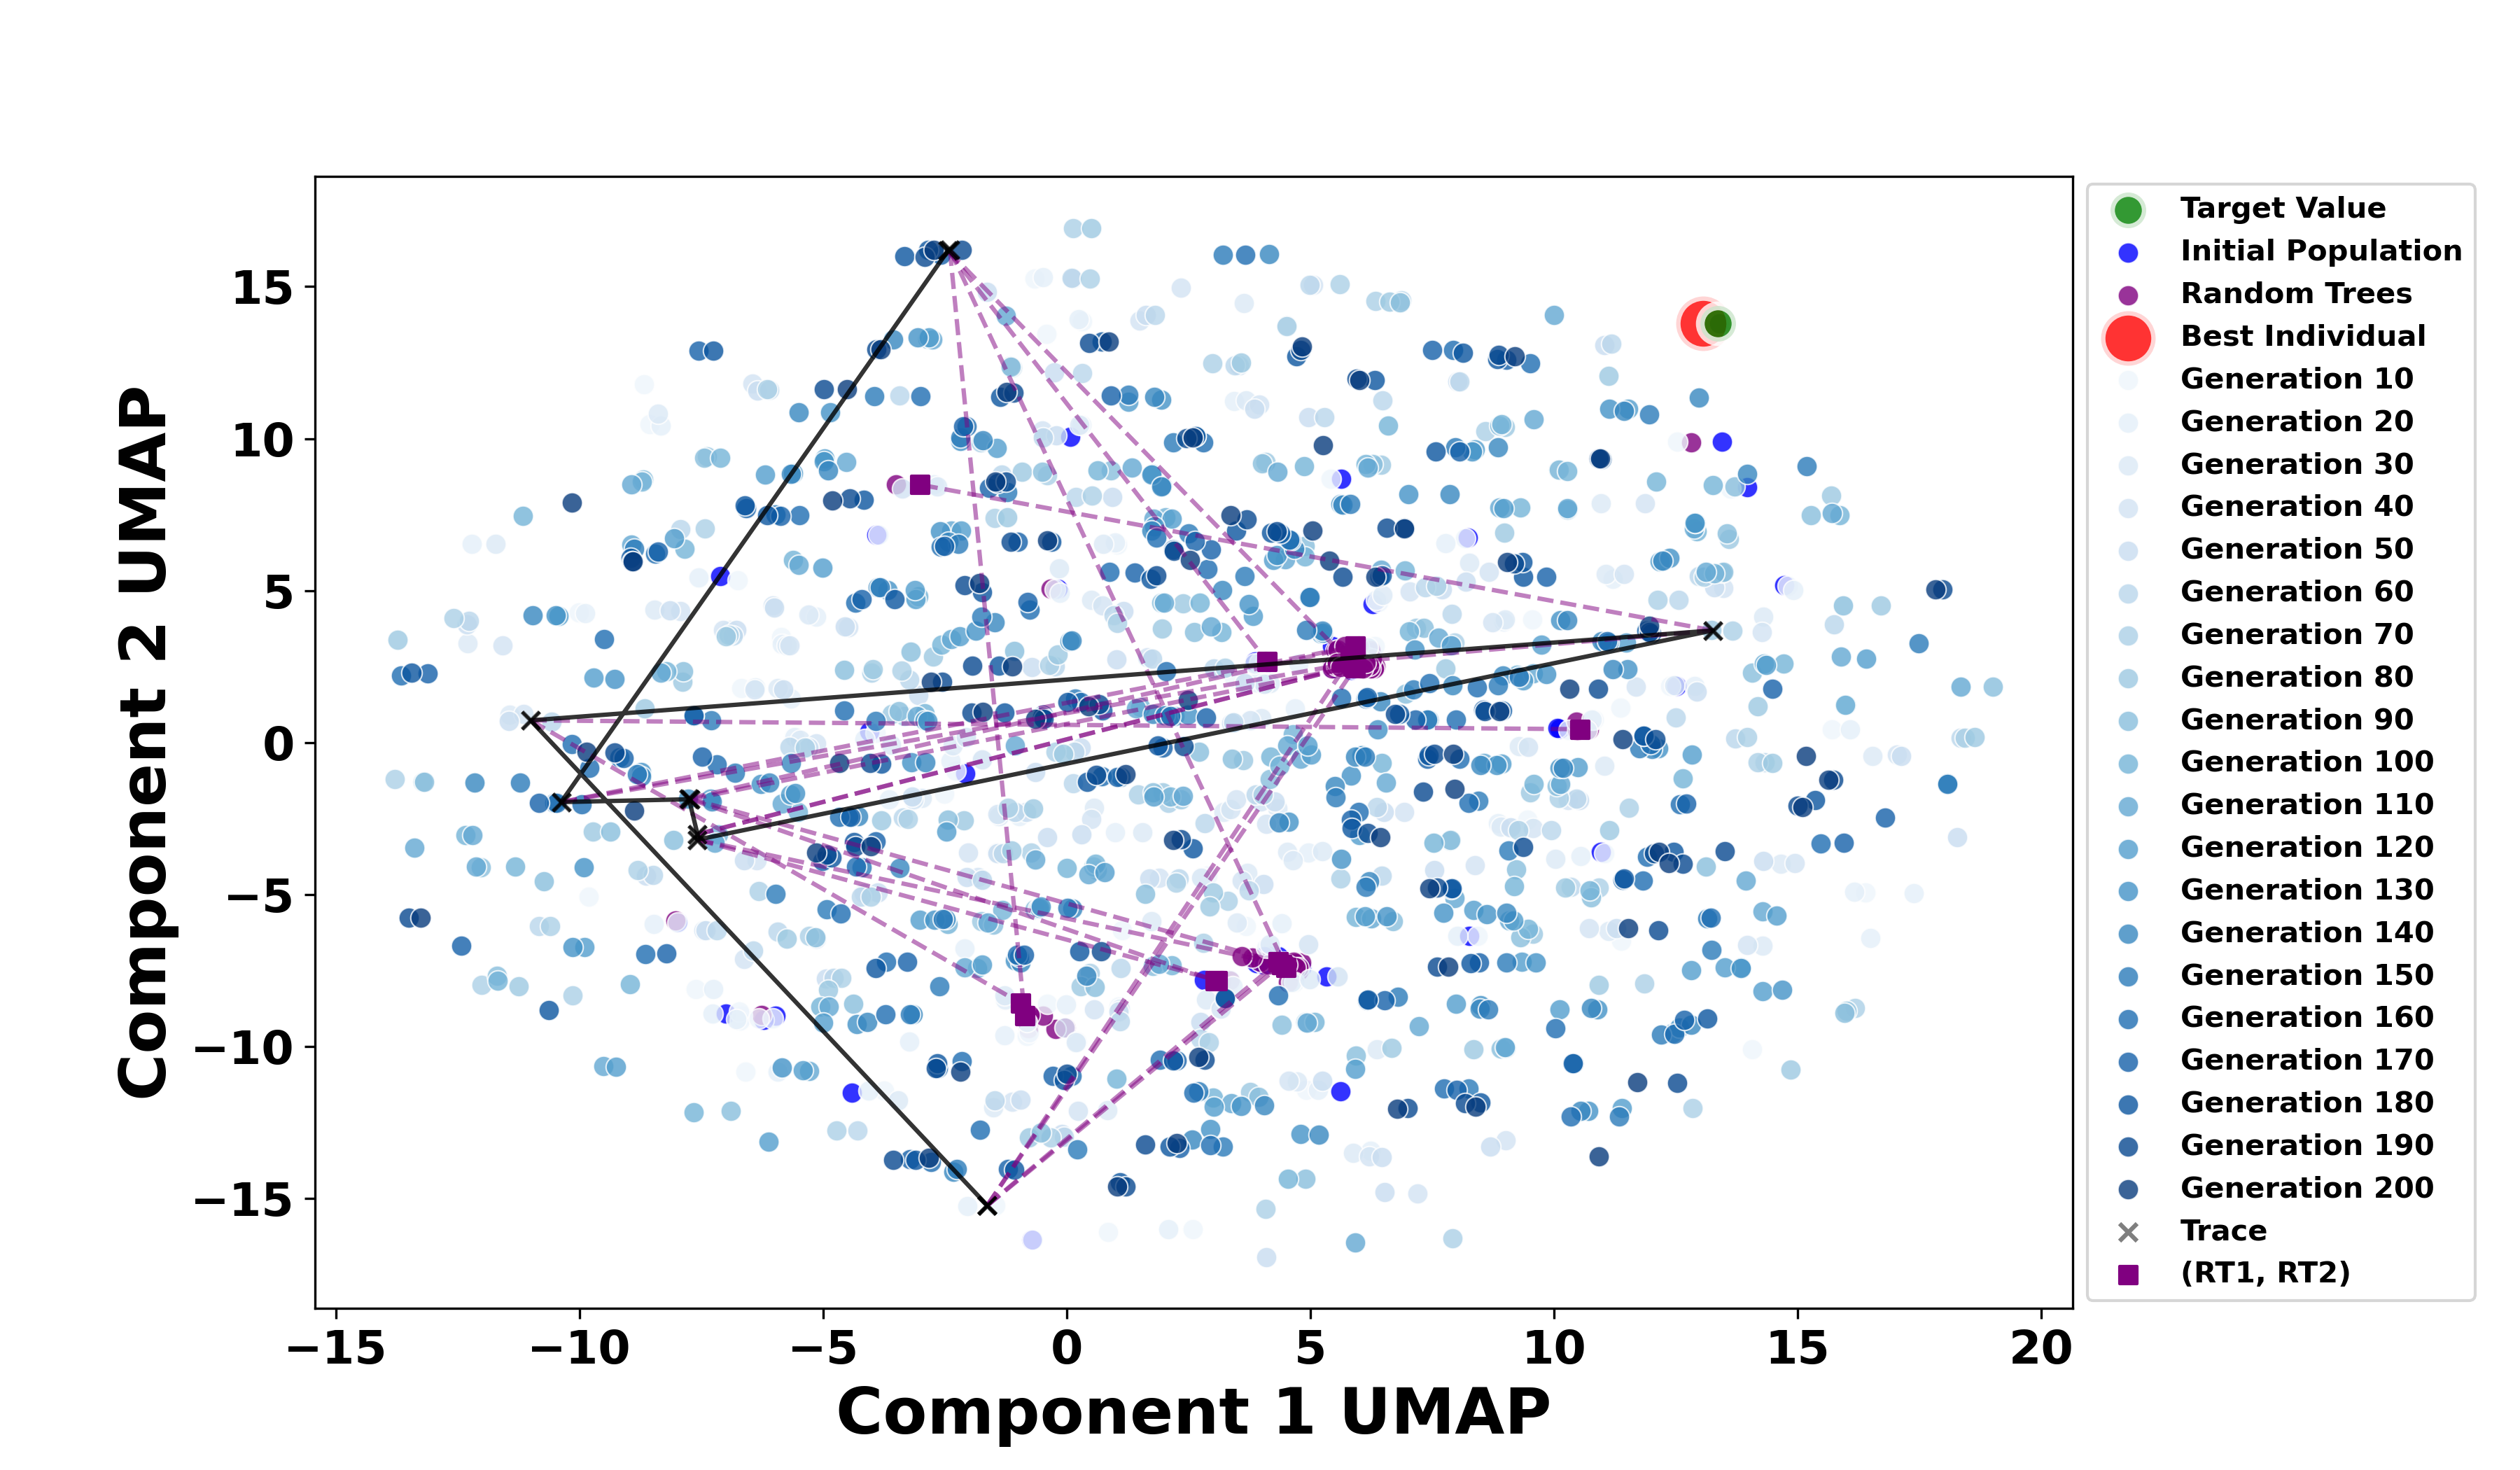 Component 2 UMAP
15
10
5
0
−5
−10
−15
−15
−10
−5
0
5
10
15
20
Component 1 UMAP
Target Value
Initial Population
Random Trees
Best Individual
Generation 10
Generation 20
Generation 30
Generation 40
Generation 50
Generation 60
Generation 70
Generation 80
Generation 90
Generation 100
Generation 110
Generation 120
Generation 130
Generation 140
Generation 150
Generation 160
Generation 170
Generation 180
Generation 190
Generation 200
Trace
(RT1, RT2)